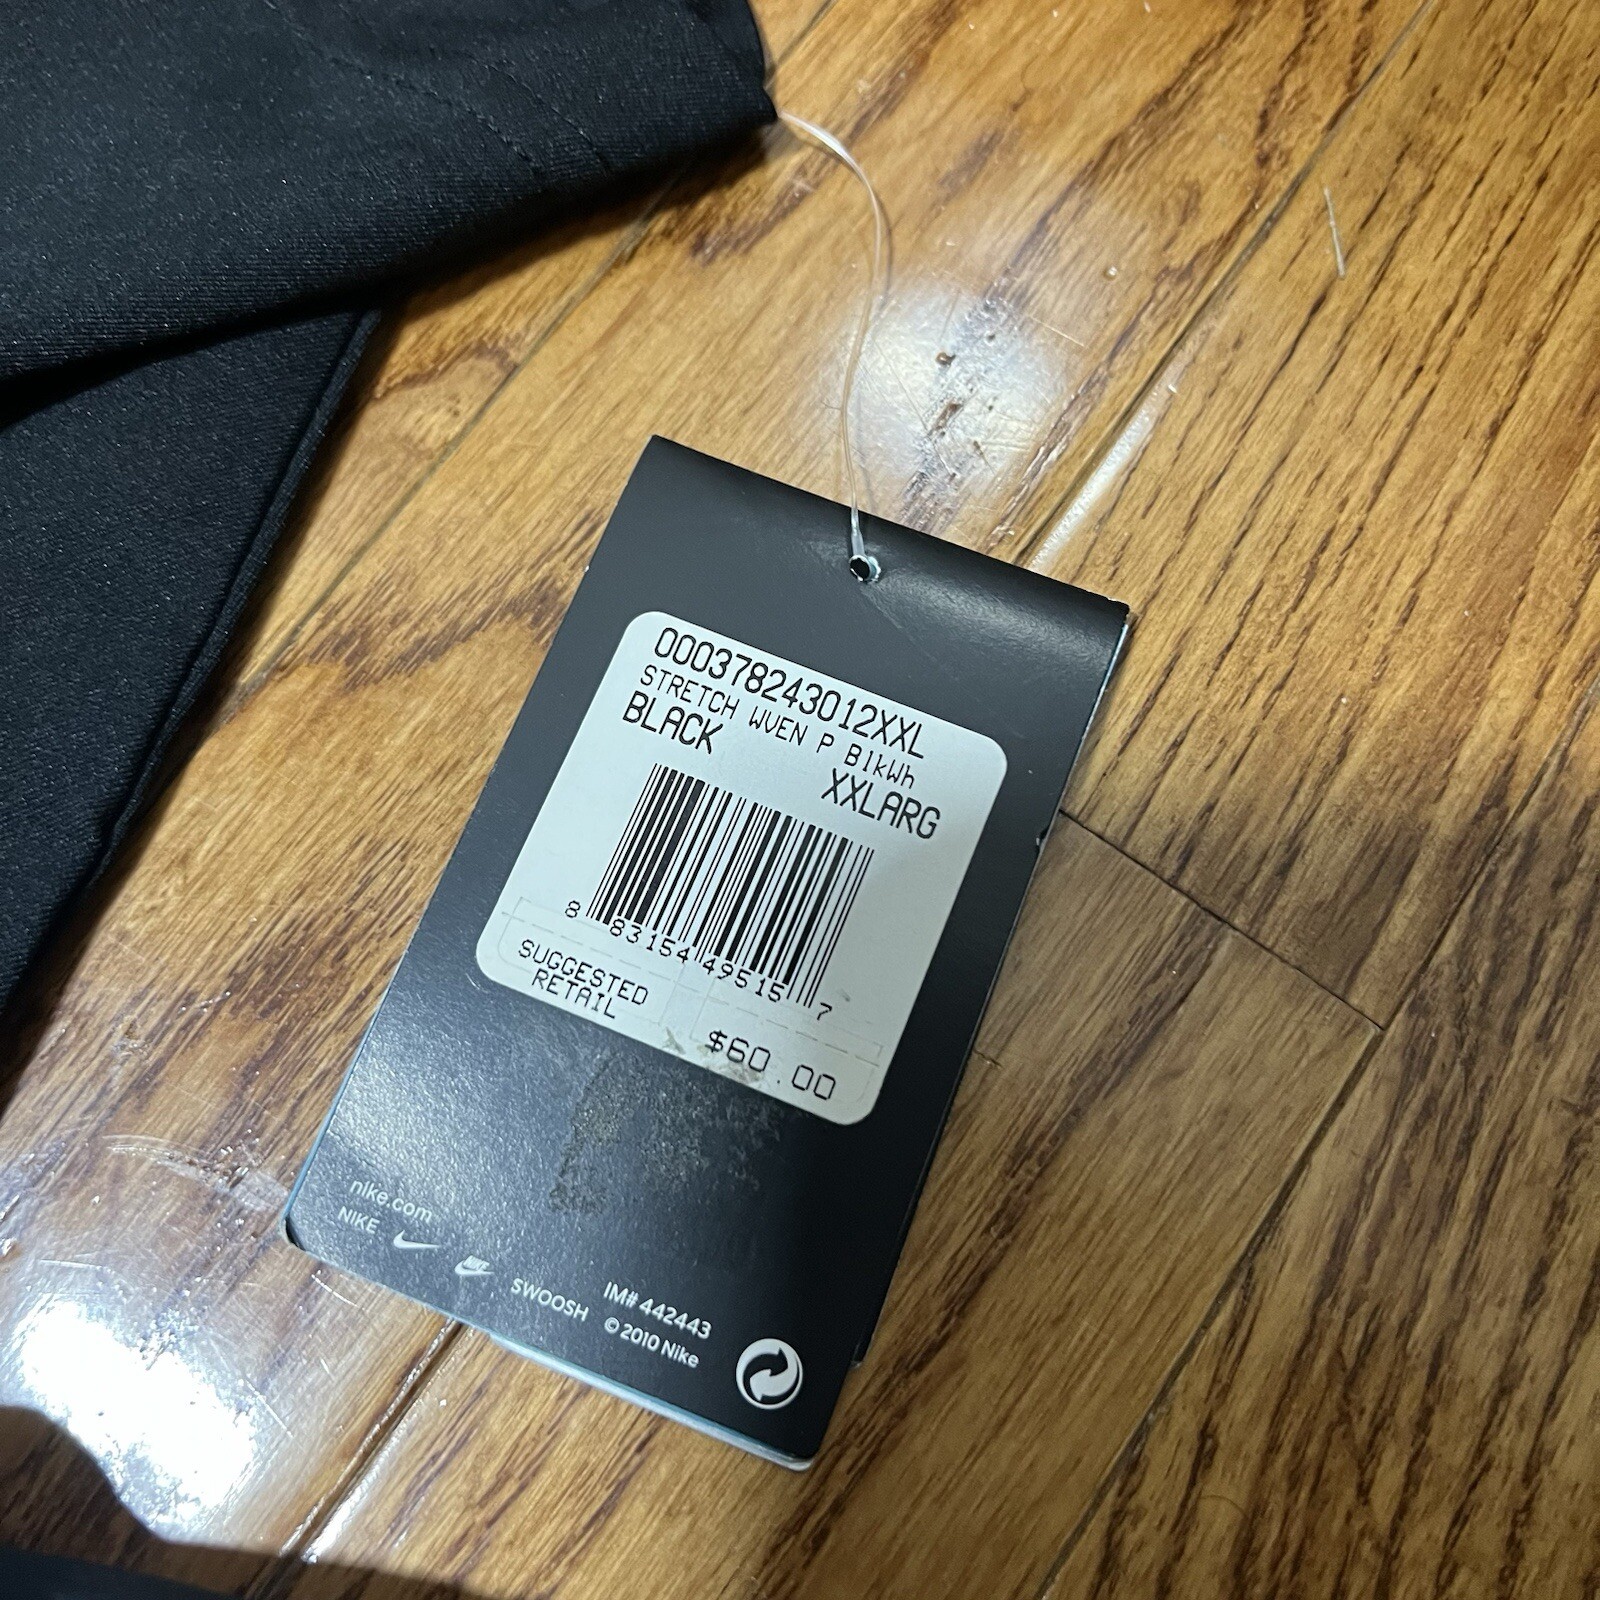 000378243012XXL
STRETCH WVEN P BlkWh
BLACK
XXLARG
8 83154 49515 7
SUGGESTED
RETAIL
$60.00
nike.com
NIKE
NIKE
SWOOSH
IM# 442443
© 2010 Nike